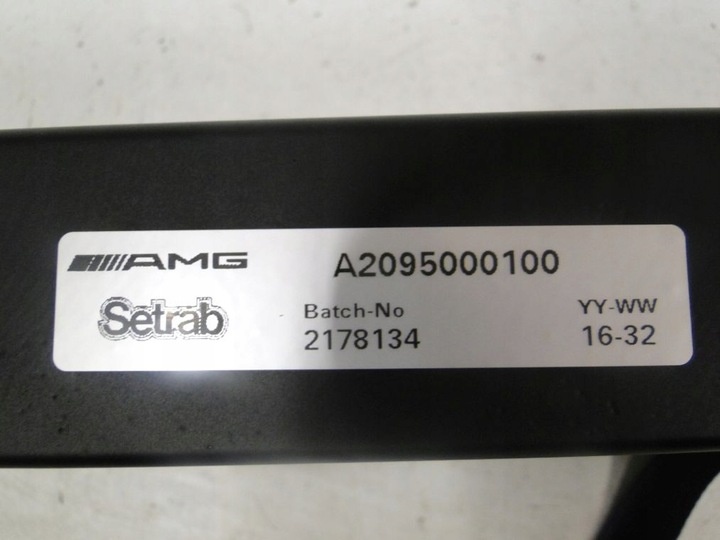 AMG A2095000100
Setrab
Batch-No YY-WW
2178134 16-32